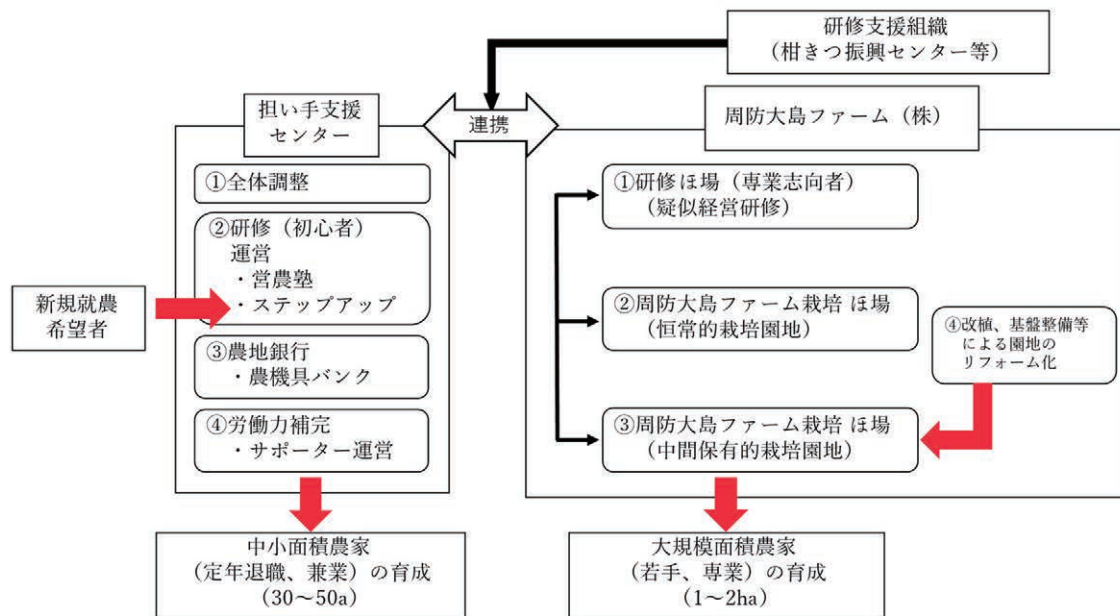 研修支援組織
（柑きつ振興センター等）
担い手支援
センター
連携
周防大島ファーム（株）
①全体調整
②研修（初心者）
運営
・営農塾
・ステップアップ
③農地銀行
・農機具バンク
④労働力補完
・サポーター運営
新規就農
希望者
①研修ほ場（専業志向者）
（疑似経営研修）
②周防大島ファーム栽培 ほ場
（恒常的栽培園地）
③周防大島ファーム栽培 ほ場
（中間保有的栽培園地）
④改植、基盤整備等
による園地の
リフォーム化
中小面積農家
（定年退職、兼業）の育成
（30～50a）
大規模面積農家
（若手、専業）の育成
（1～2ha）